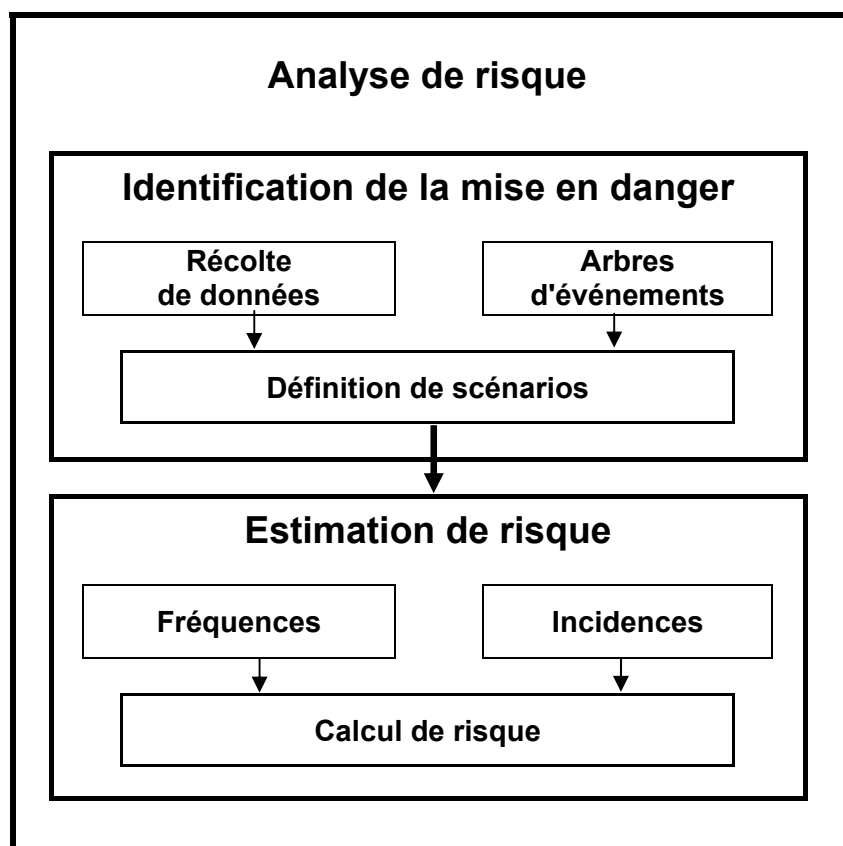 Analyse de risque
Identification de la mise en danger
Récolte
de données
Arbres
d'événements
Définition de scénarios
Estimation de risque
Fréquences
Incidences
Calcul de risque